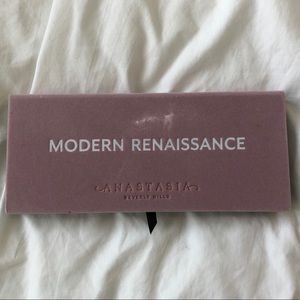 MODERN RENAISSANCE
ANASTASIA
BEVERLY HILLS